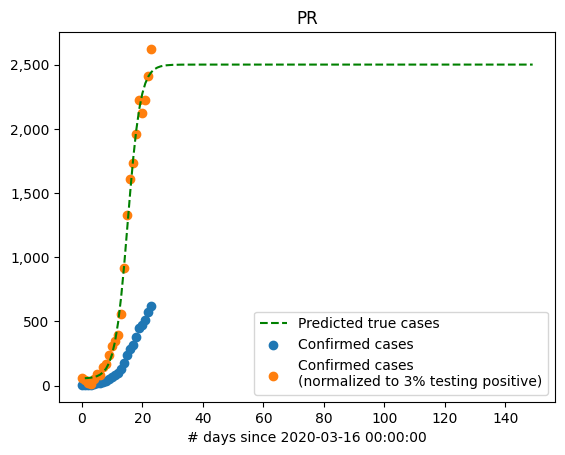 PR
2,500
2,000
1,500
1,000
500
0
Predicted true cases
Confirmed cases
Confirmed cases
(normalized to 3% testing positive)
0 20 40 60 80 100 120 140
# days since 2020-03-16 00:00:00